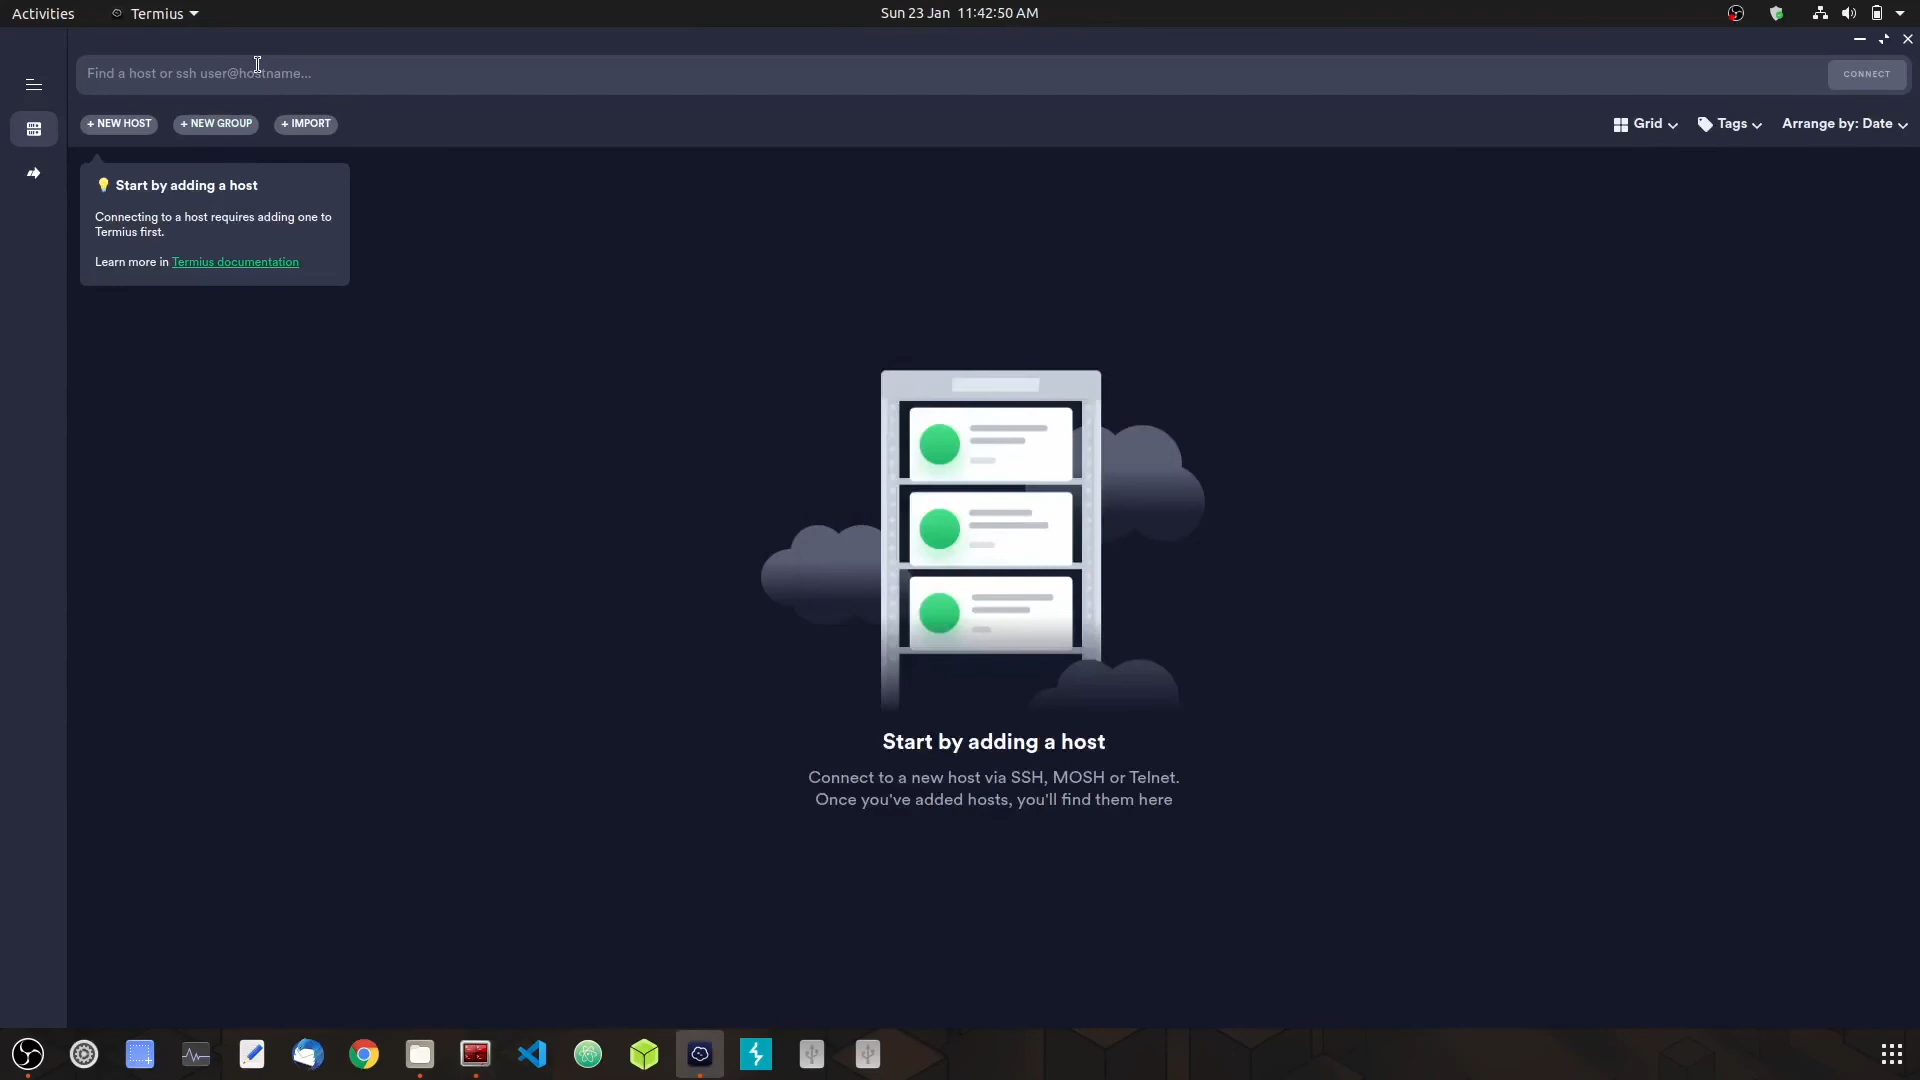 Activities
Termius
Sun 23 Jan 11:42:50 AM
Find a host or ssh user@hostname...
CONNECT
+ NEW HOST
+ NEW GROUP
+ IMPORT
Grid
Tags
Arrange by: Date
Start by adding a host
Connecting to a host requires adding one to
Termius first.
Learn more in Termius documentation
Start by adding a host
Connect to a new host via SSH, MOSH or Telnet.
Once you've added hosts, you'll find them here